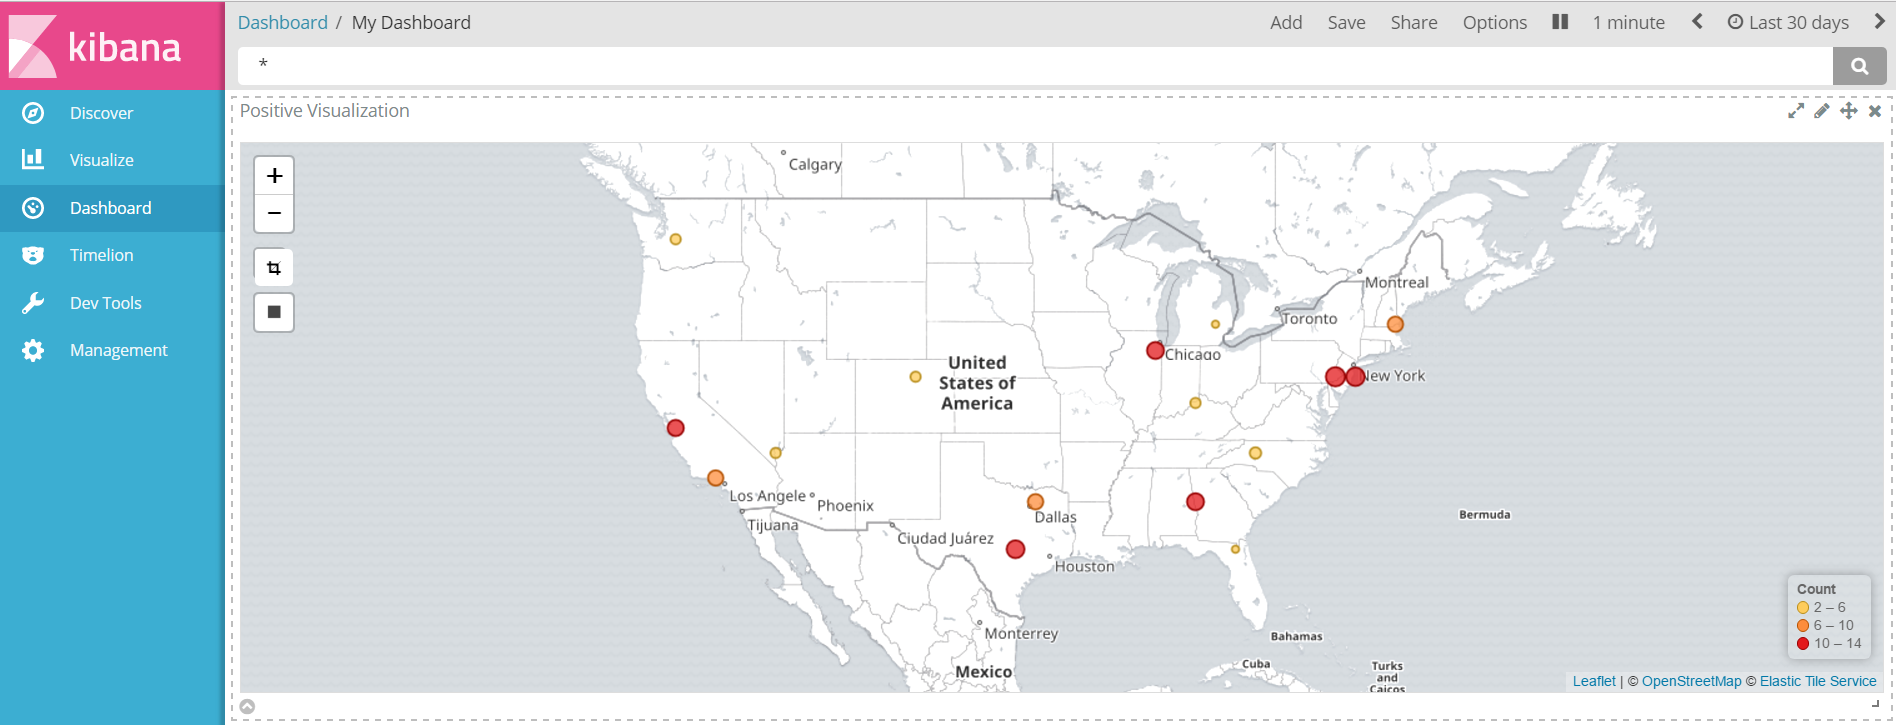 kibana
Discover
Visualize
Dashboard
Timelion
Dev Tools
Management
Dashboard / My Dashboard
Add Save Share Options 1 minute Last 30 days
*
Positive Visualization
+
−
Calgary
Montreal
Toronto
Chicago
New York
United
States of
America
Los Angele
Phoenix
Tijuana
Dallas
Ciudad Juárez
Houston
Bermuda
Monterrey
Mexico
Bahamas
Cuba
Turks
and
Caicos
Count
2 – 6
6 – 10
10 – 14
Leaflet | © OpenStreetMap © Elastic Tile Service